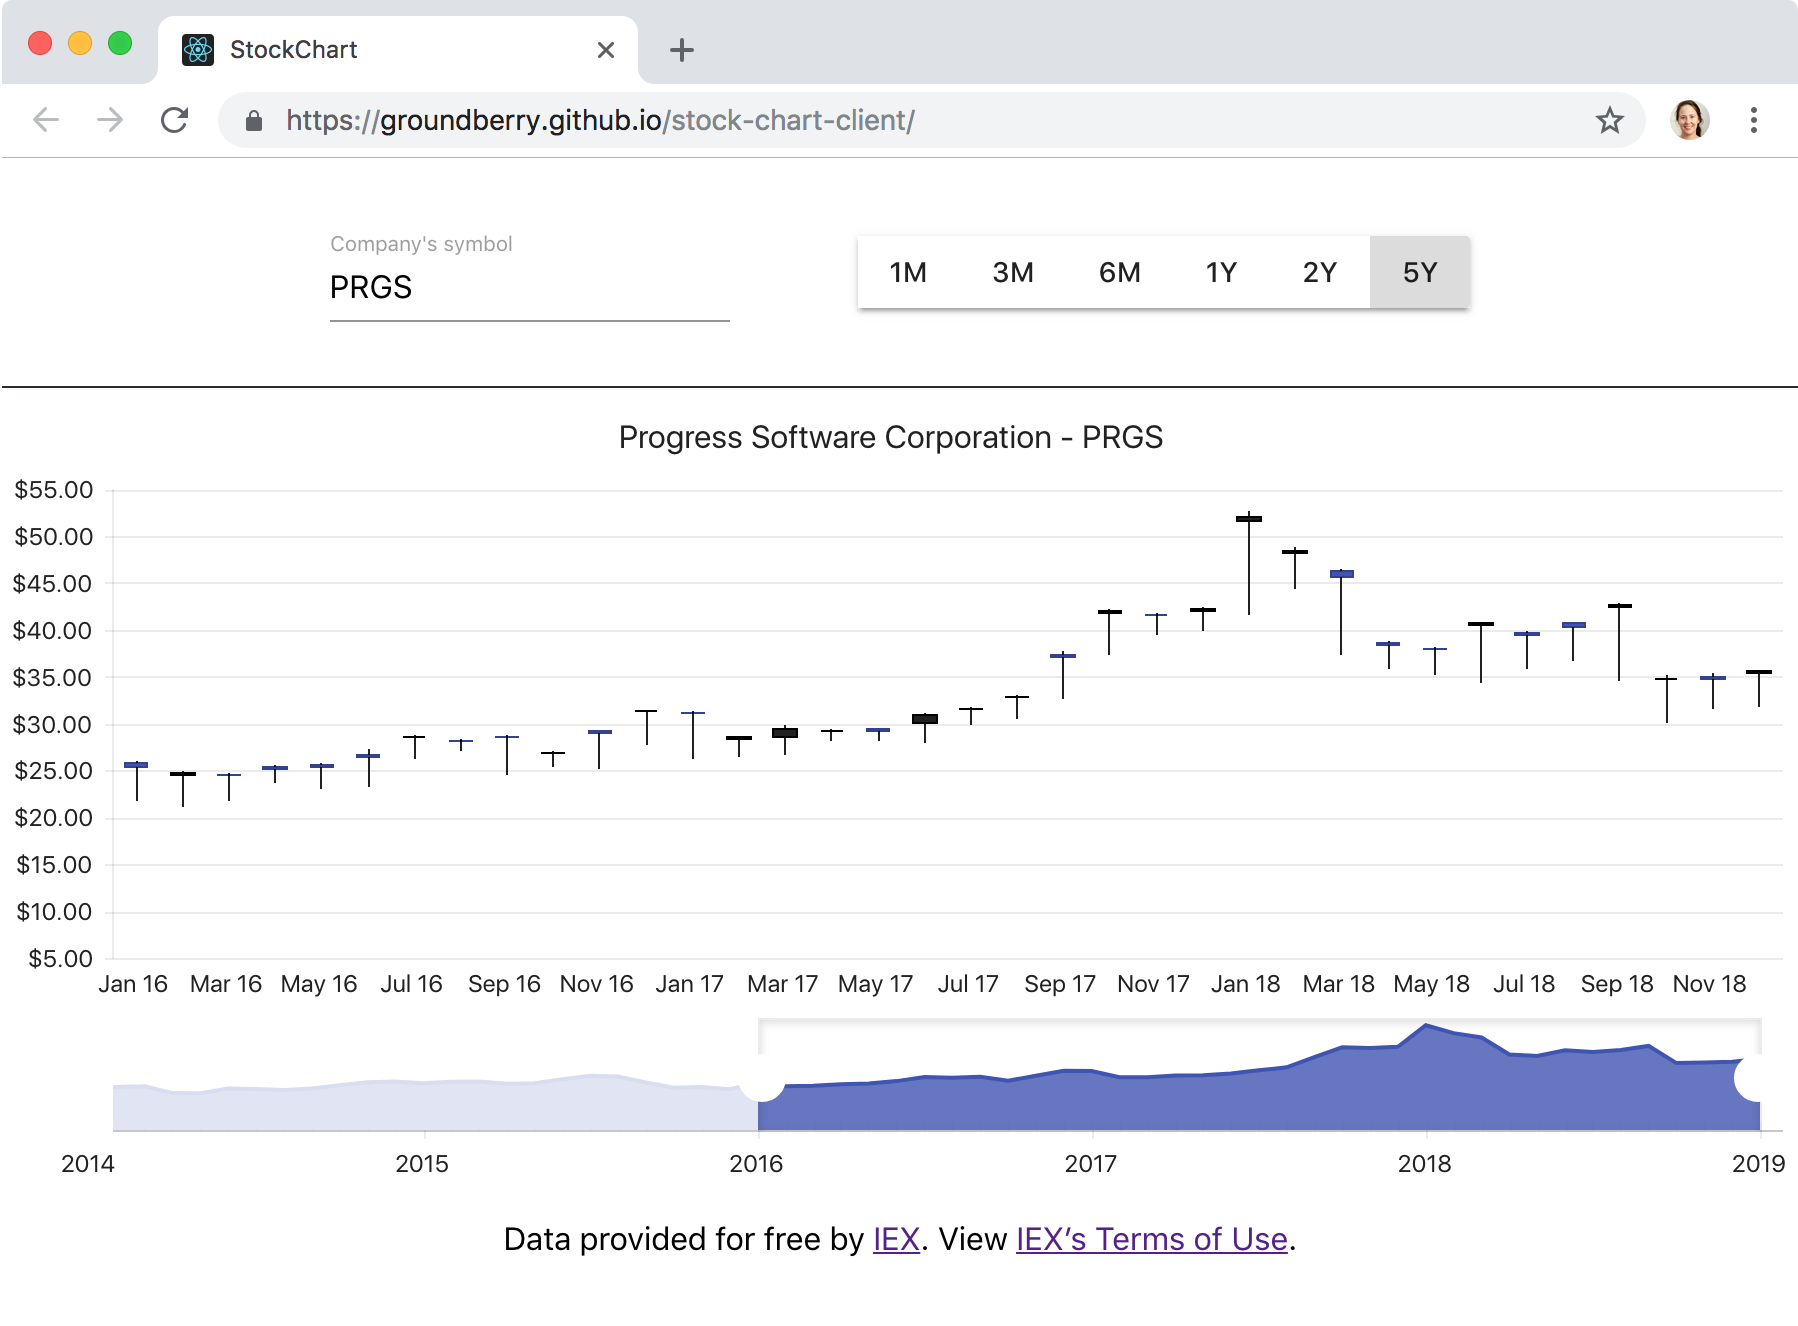 StockChart
https://groundberry.github.io/stock-chart-client/
Company's symbol
PRGS
1M 3M 6M 1Y 2Y 5Y
Progress Software Corporation - PRGS
$55.00
$50.00
$45.00
$40.00
$35.00
$30.00
$25.00
$20.00
$15.00
$10.00
$5.00
Jan 16 Mar 16 May 16 Jul 16 Sep 16 Nov 16 Jan 17 Mar 17 May 17 Jul 17 Sep 17 Nov 17 Jan 18 Mar 18 May 18 Jul 18 Sep 18 Nov 18
2014 2015 2016 2017 2018 2019
Data provided for free by IEX. View IEX’s Terms of Use.